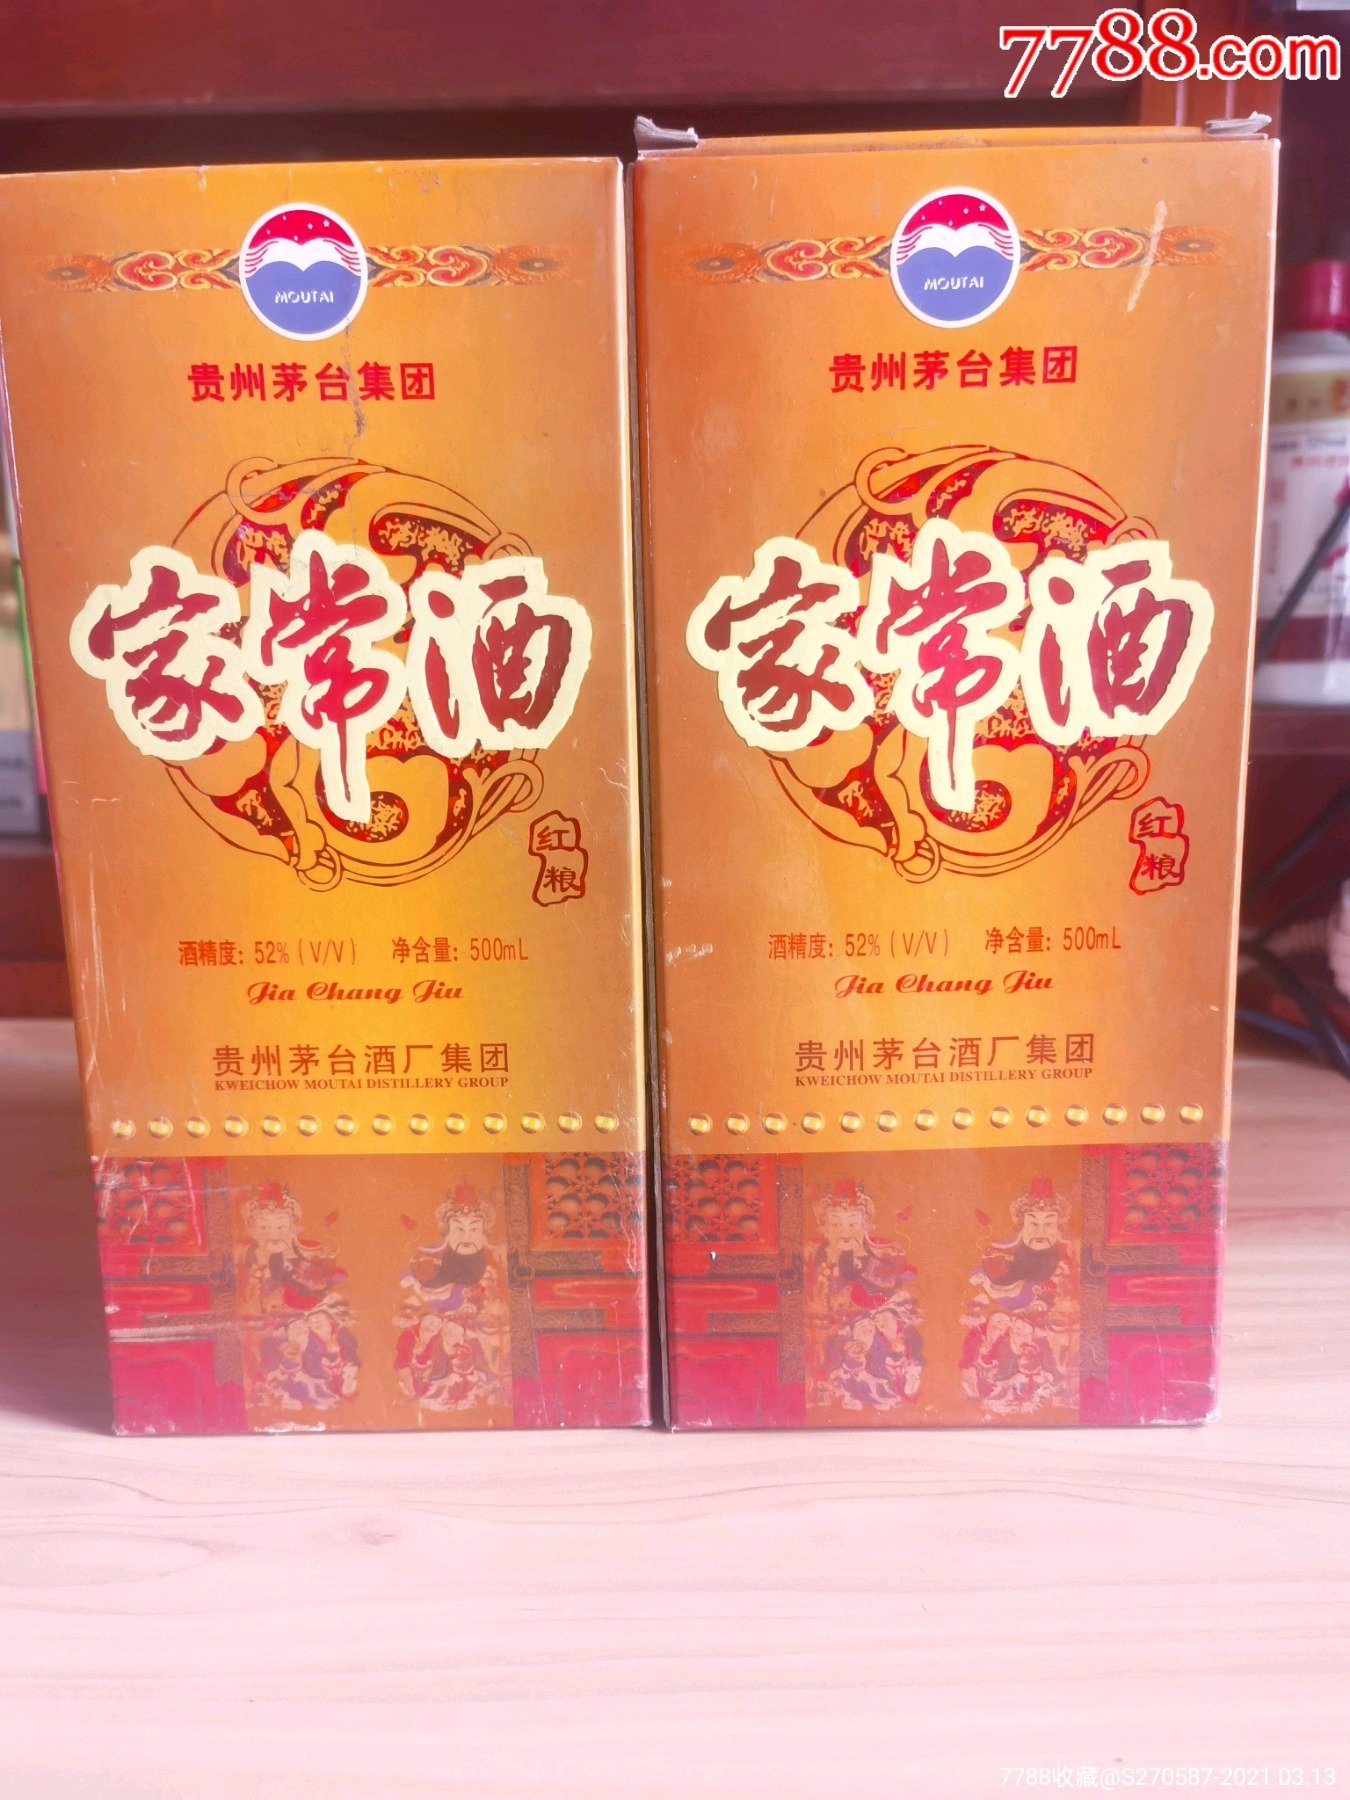 7788.com
MOUTAI
贵州茅台集团
家常酒
红粮
酒精度: 52% (V/V) 净含量: 500mL
Jia Chang Jiu
贵州茅台酒厂集团
KWEICHOW MOUTAI DISTILLERY GROUP
MOUTAI
贵州茅台集团
家常酒
红粮
酒精度: 52% (V/V) 净含量: 500mL
Jia Chang Jiu
贵州茅台酒厂集团
KWEICHOW MOUTAI DISTILLERY GROUP
7788收藏@S270587-2021.03.13